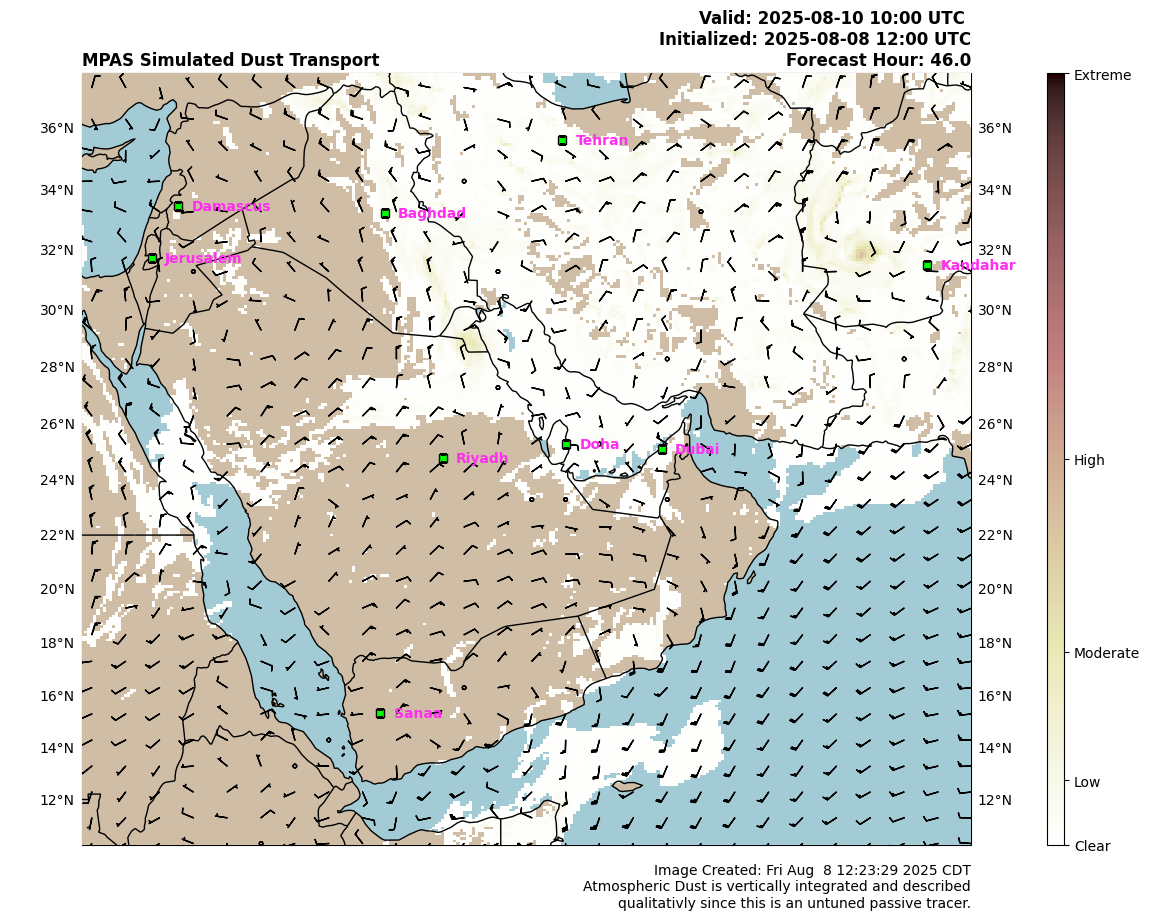 Valid: 2025-08-10 10:00 UTC
Initialized: 2025-08-08 12:00 UTC
MPAS Simulated Dust Transport
Forecast Hour: 46.0
Extreme
High
Moderate
Low
Clear
36°N
34°N
32°N
30°N
28°N
26°N
24°N
22°N
20°N
18°N
16°N
14°N
12°N
Tehran
Damascus
Baghdad
Jerusalem
Kandahar
Doha
Dubai
Riyadh
Sanaa
36°N
34°N
32°N
30°N
28°N
26°N
24°N
22°N
20°N
18°N
16°N
14°N
12°N
Image Created: Fri Aug  8 12:23:29 2025 CDT
Atmospheric Dust is vertically integrated and described
qualitativly since this is an untuned passive tracer.